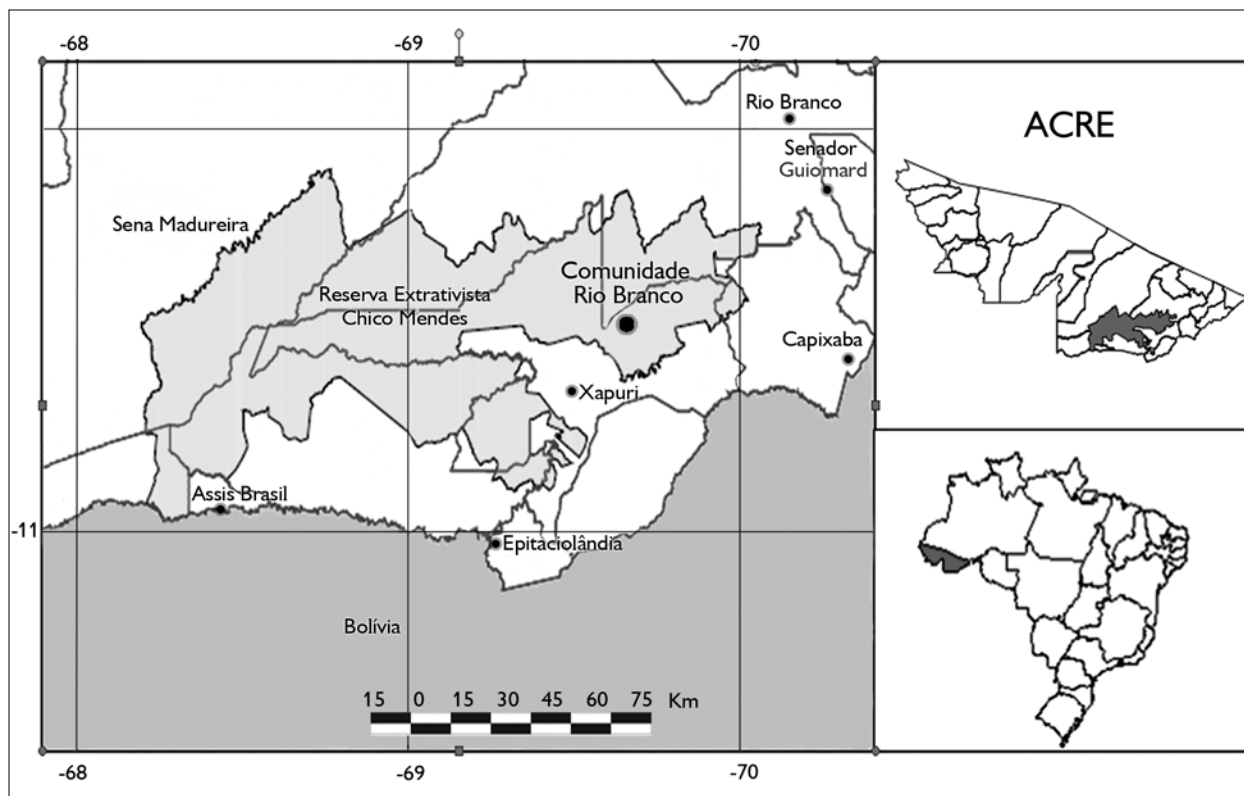 -68 -69 -70
Rio Branco
Senador
Guiomard
Sena Madureira
Comunidade
Rio Branco
Reserva Extrativista
Chico Mendes
Capixaba
Xapuri
Assis Brasil
-11
Epitaciolândia
Bolívia
15 0 15 30 45 60 75 Km
-68 -69 -70
ACRE